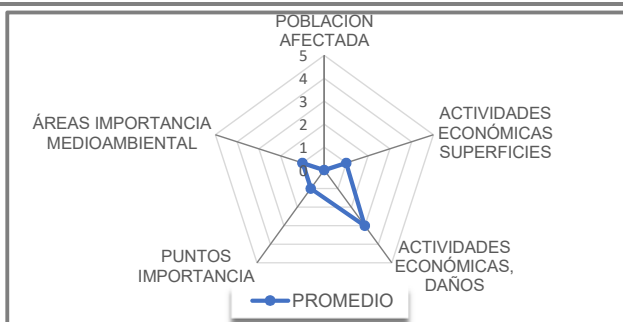 POBLACIÓN
AFECTADA
5
4
3
2
1
0
ACTIVIDADES
ECONÓMICAS
SUPERFICIES
ÁREAS IMPORTANCIA
MEDIOAMBIENTAL
PUNTOS
IMPORTANCIA
ACTIVIDADES
ECONÓMICAS,
DAÑOS
PROMEDIO